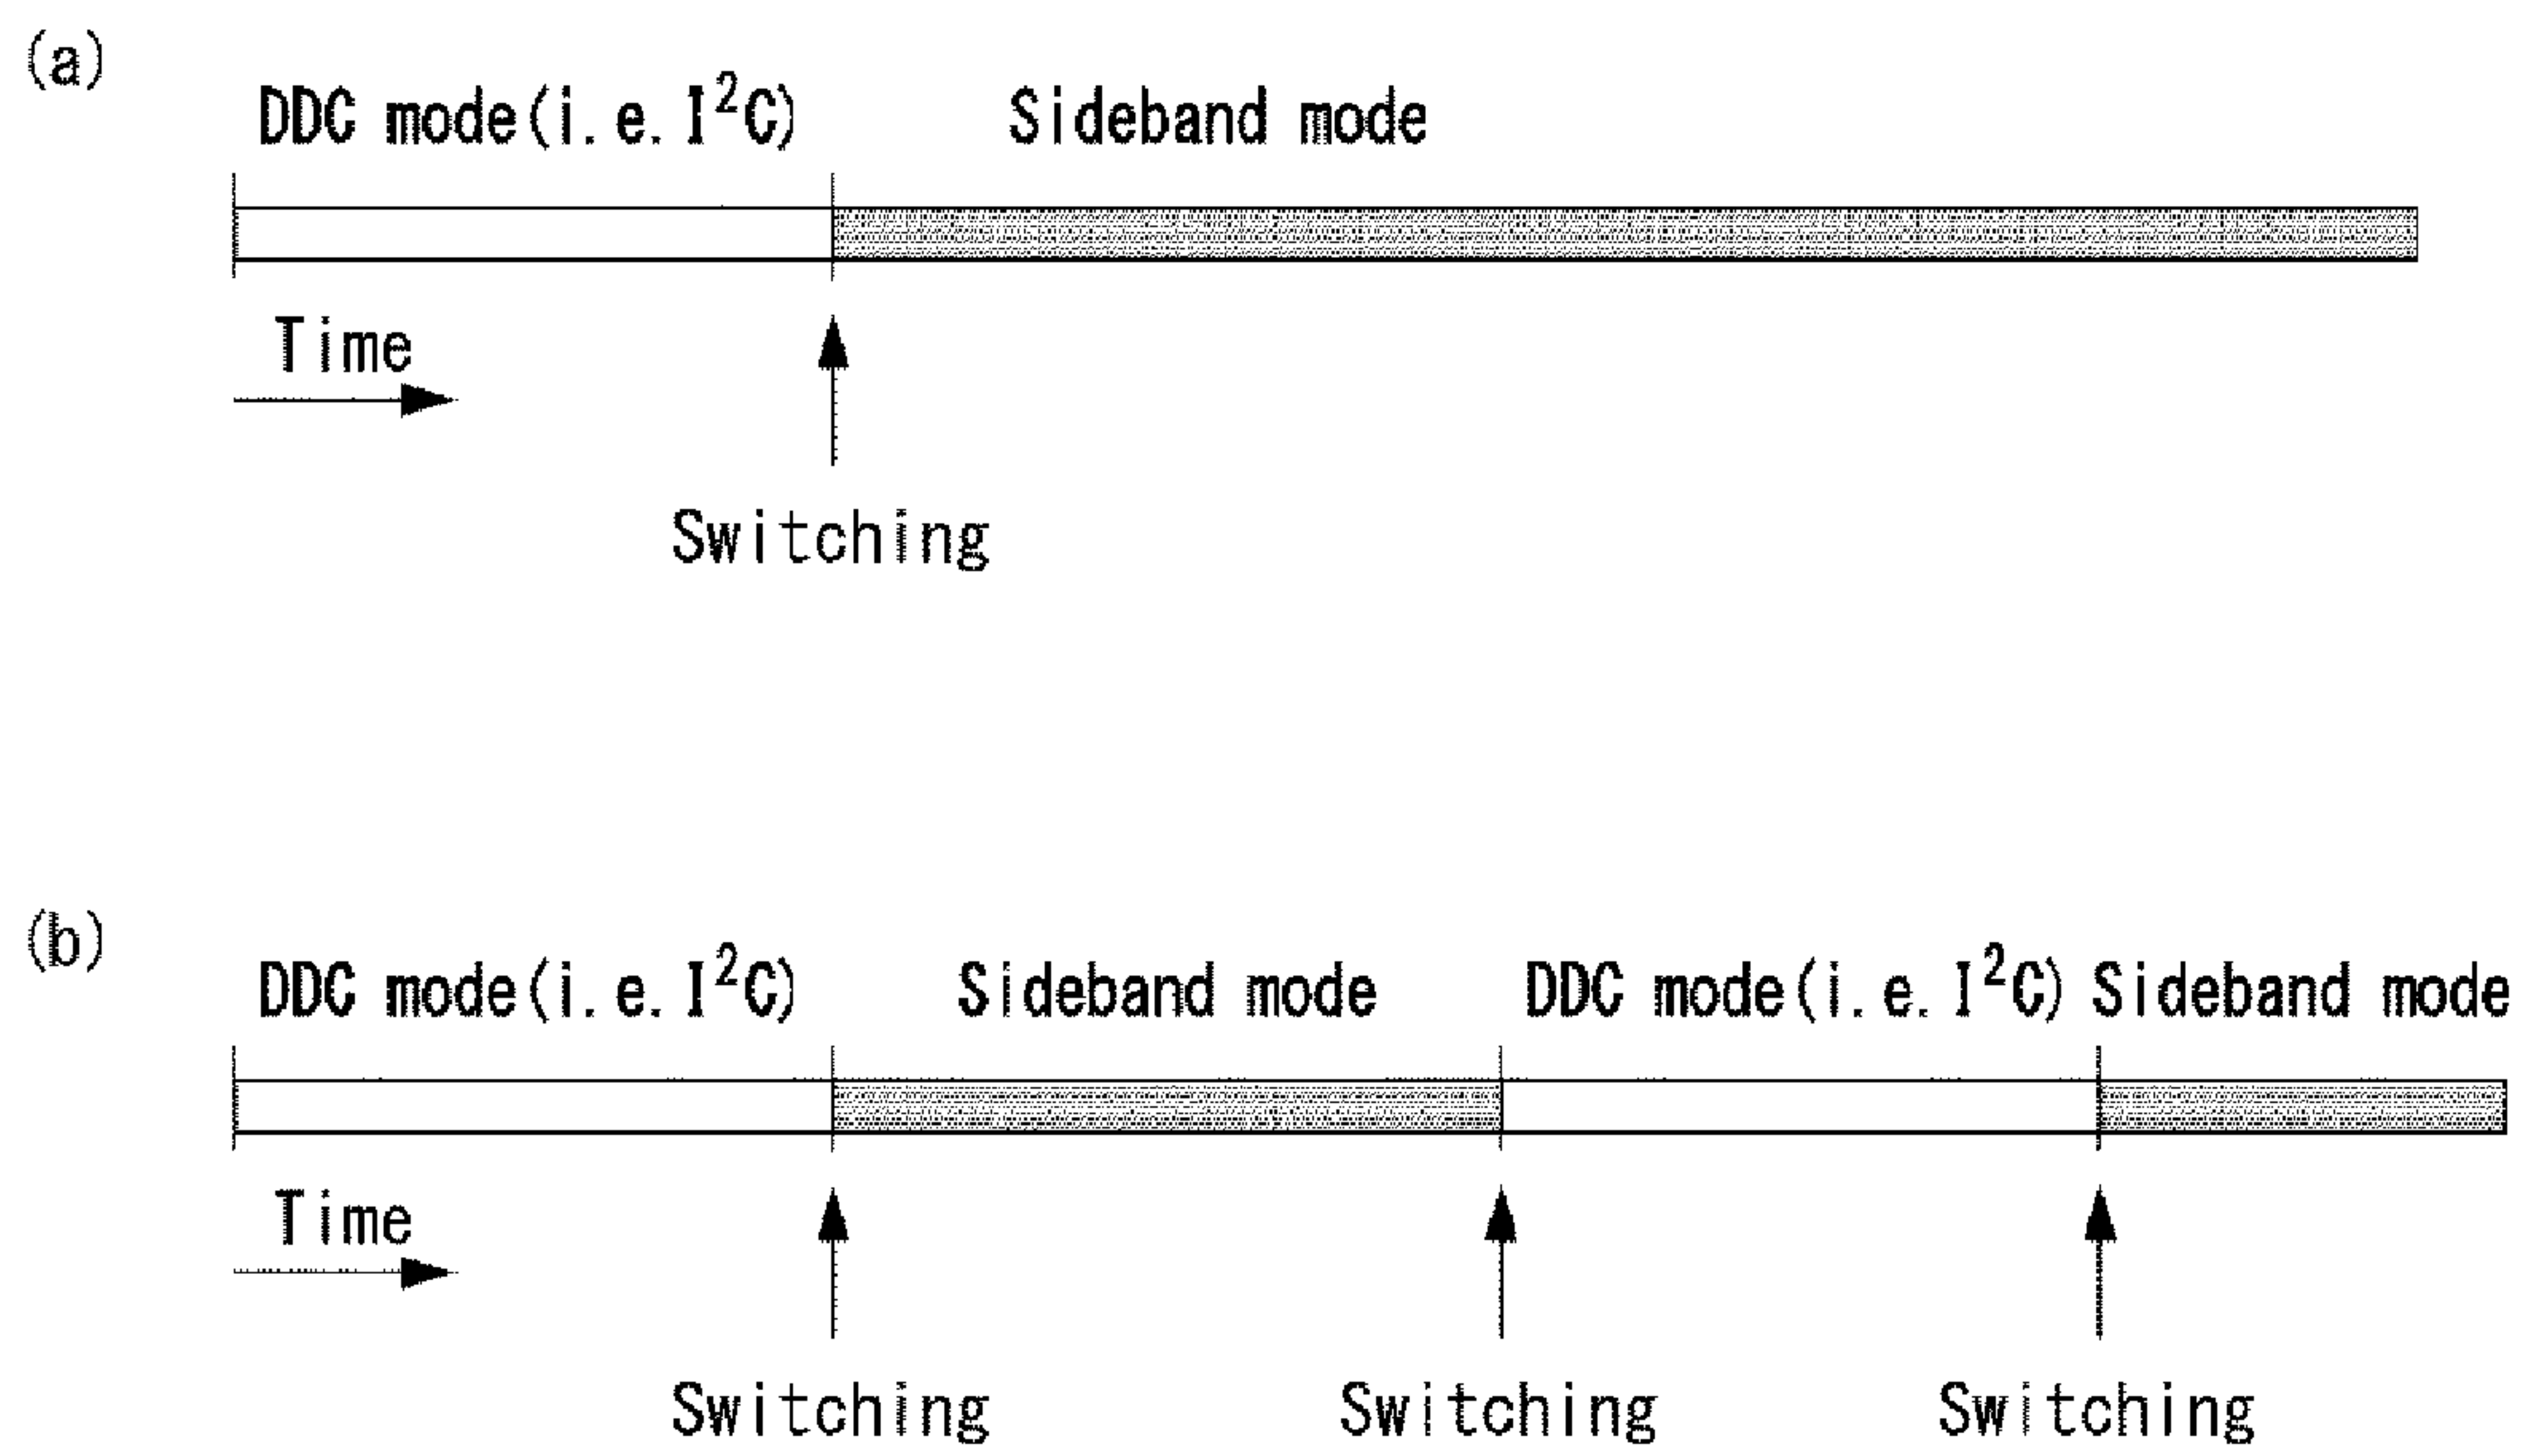 (a)
DDC mode(i.e.I²C) Sideband mode
Time
Switching
(b)
DDC mode(i.e.I²C) Sideband mode DDC mode(i.e.I²C) Sideband mode
Time
Switching Switching Switching